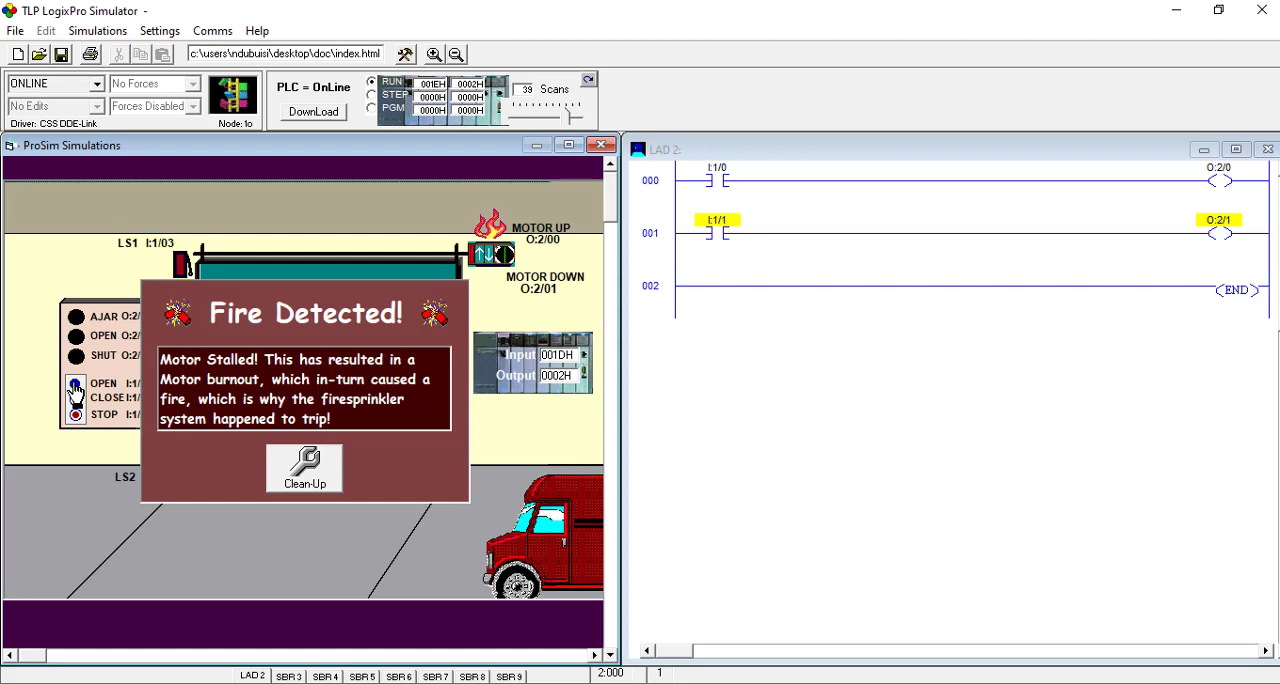 TLP LogixPro Simulator -
File Edit Simulations Settings Comms Help
c:\users\ndubuisi\desktop\doc\index.html
ONLINE No Forces
No Edits Forces Disabled
Driver: CSS DDE-Link Node:1o
PLC = OnLine
DownLoad
RUN 001EH 0002H
STEP 0000H 0000H
PGM 0000H 0000H
39 Scans
ProSim Simulations
LS1 I:1/03
MOTOR UP
O:2/00
MOTOR DOWN
O:2/01
AJAR O:2/
OPEN O:2/
SHUT O:2/
OPEN I:1/
CLOSE I:1/
STOP I:1/
LS2
Fire Detected!
Motor Stalled! This has resulted in a
Motor burnout, which in-turn caused a
fire, which is why the firesprinkler
system happened to trip!
Clean-Up
Input 001DH
Output 0002H
LAD 2:
I:1/0 O:2/0
000
I:1/1 O:2/1
001
002 END
LAD 2 SBR 3 SBR 4 SBR 5 SBR 6 SBR 7 SBR 8 SBR 9 2:000 1